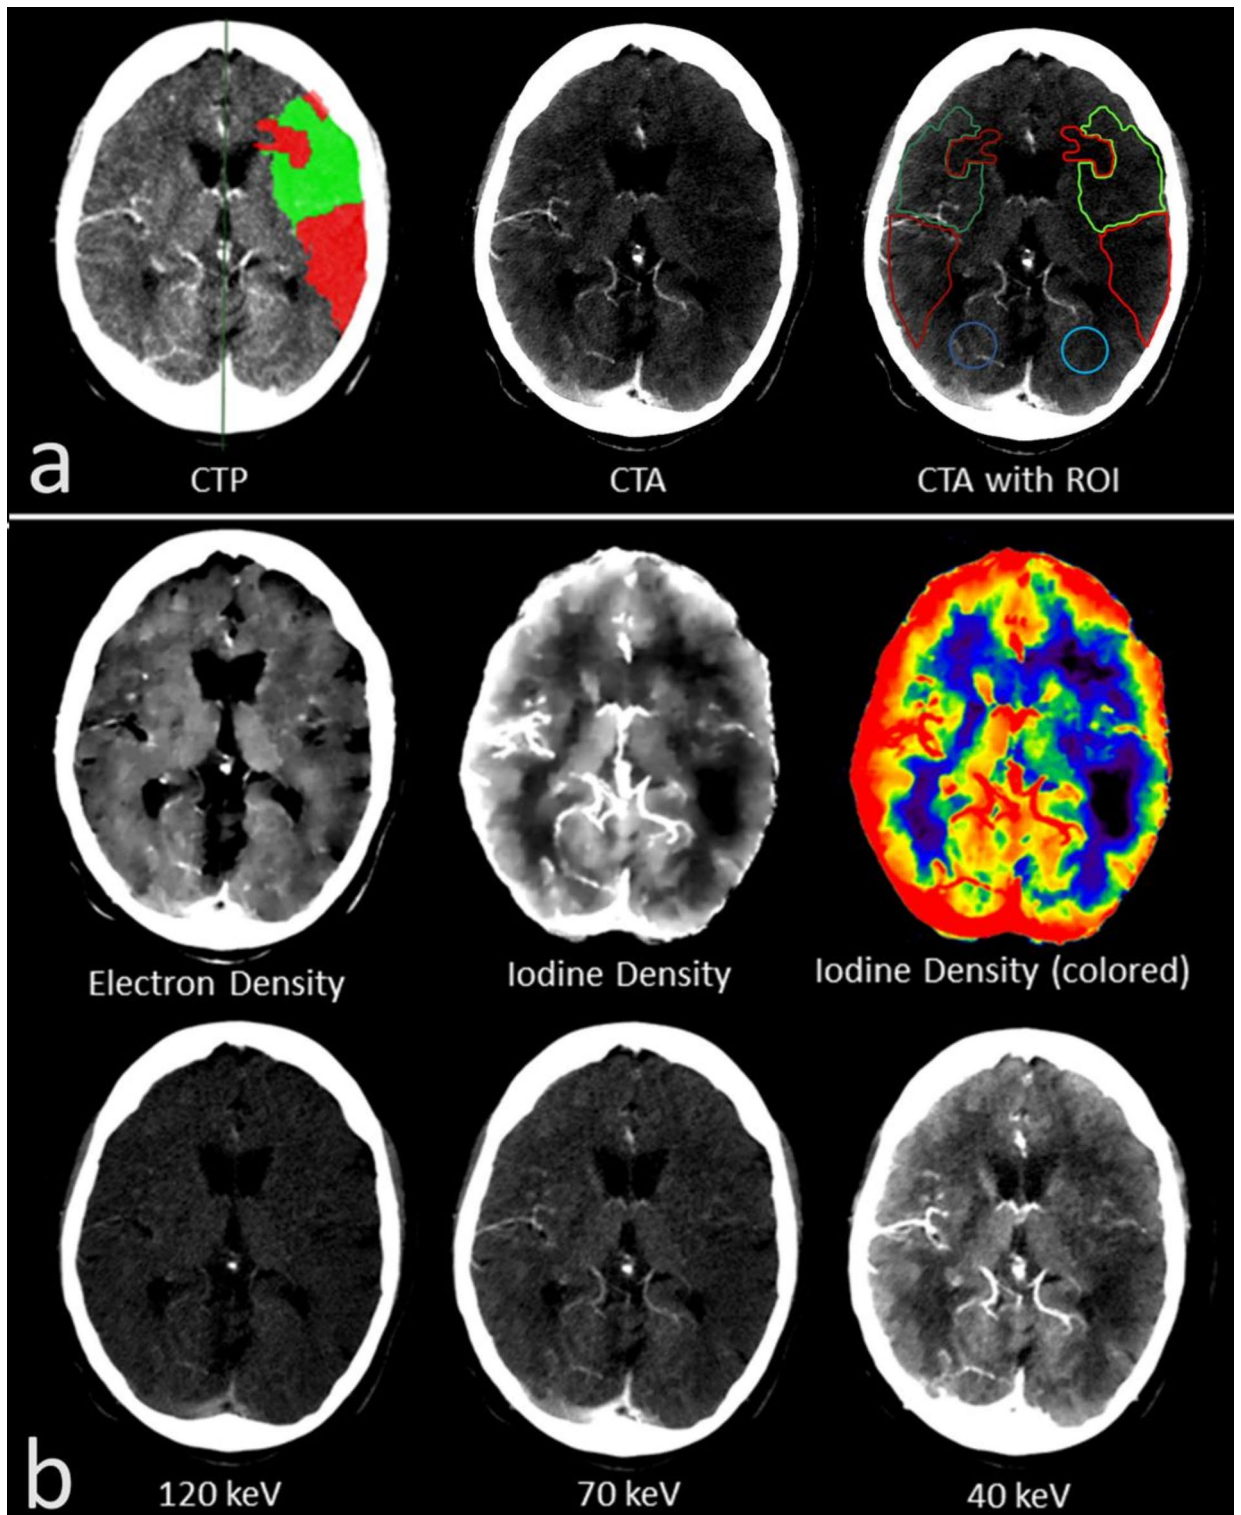 a
CTP
CTA
CTA with ROI
Electron Density
Iodine Density
Iodine Density (colored)
b
120 keV
70 keV
40 keV